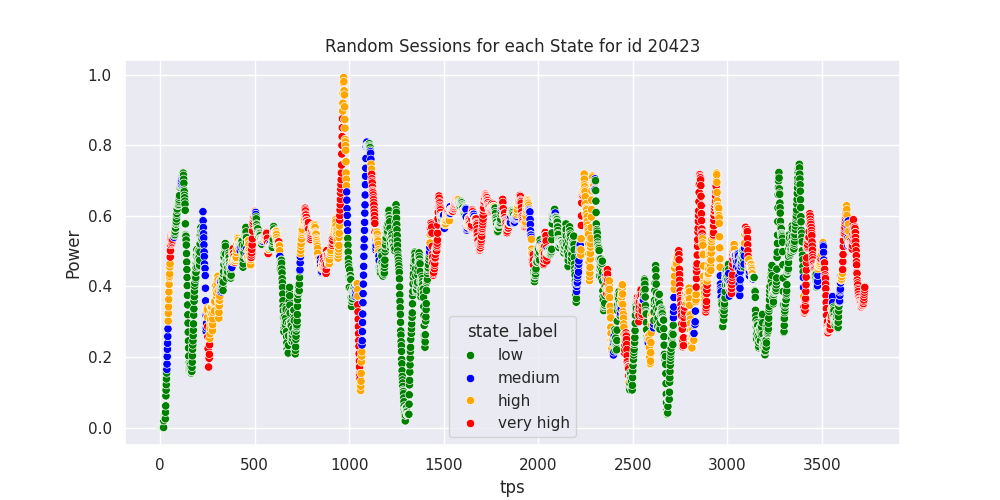 Random Sessions for each State for id 20423
1.0
0.8
0.6
0.4
0.2
0.0
Power
state_label
low
medium
high
very high
0 500 1000 1500 2000 2500 3000 3500
tps